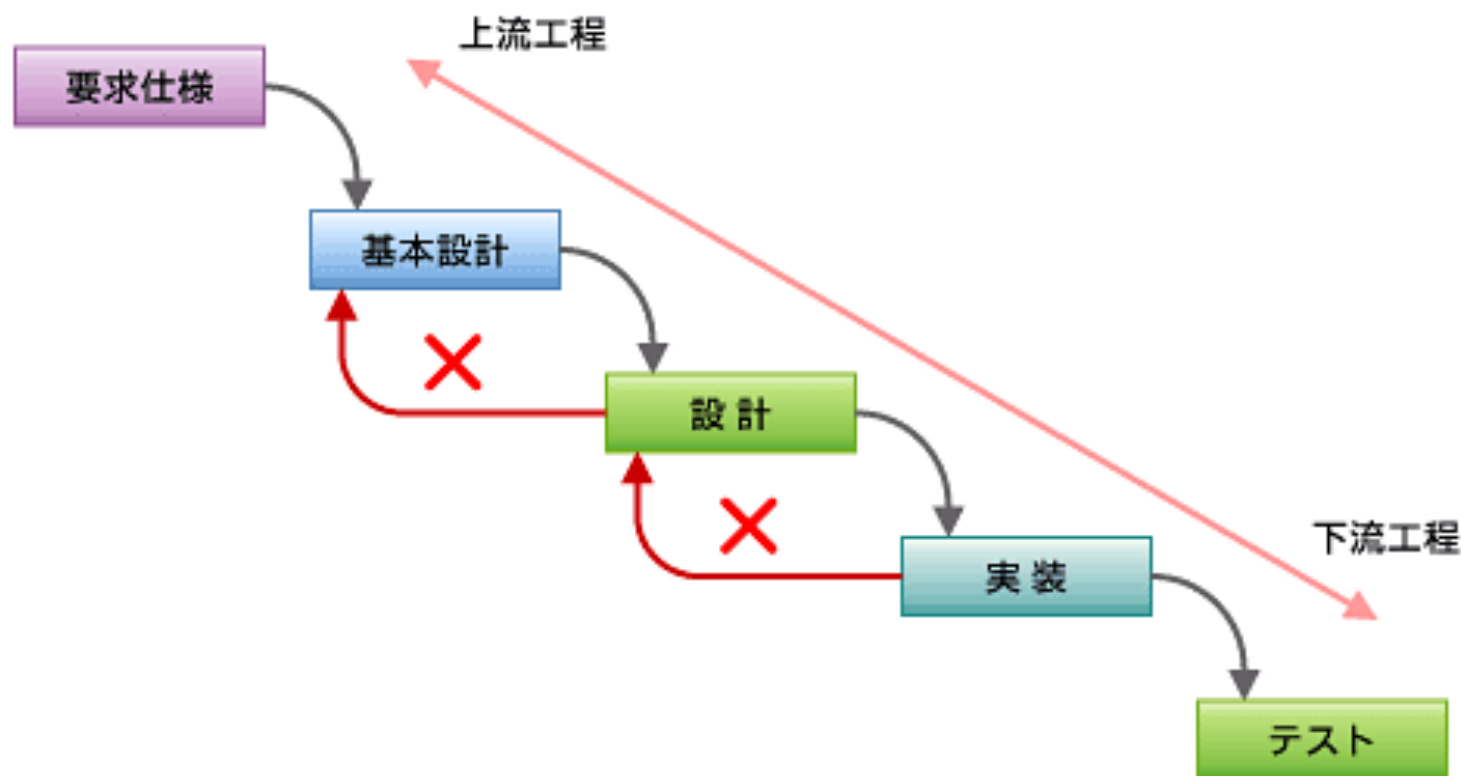 上流工程
要求仕様
基本設計
設 計
下流工程
実 装
テスト